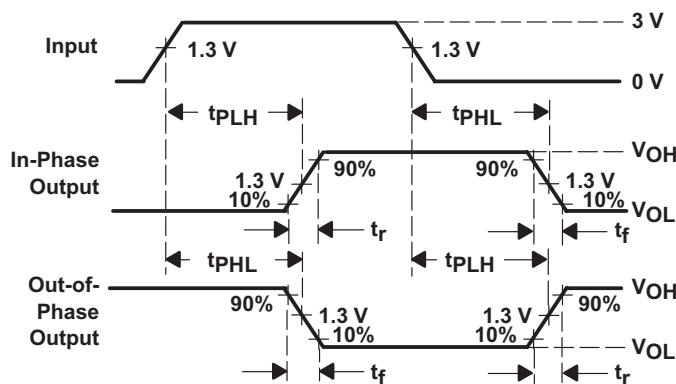 3 V
Input
1.3 V
1.3 V
0 V
tPLH
tPHL
VOH
In-Phase
Output
90%
90%
1.3 V
1.3 V
10%
10%
VOL
tr
tf
tPHL
tPLH
Out-of-
Phase
Output
VOH
90%
90%
1.3 V
1.3 V
10%
10%
VOL
tf
tr